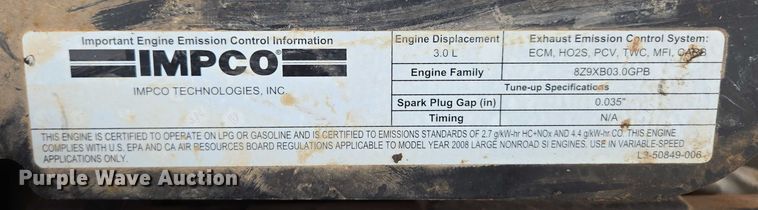 Important Engine Emission Control Information
IMPCO
IMPCO TECHNOLOGIES, INC.
Engine Displacement
3.0 L
Exhaust Emission Control System:
ECM, HO2S, PCV, TWC, MFI, CARB
Engine Family
8Z9XB03.0GPB
Tune-up Specifications
Spark Plug Gap (in)
0.035"
Timing
N/A
THIS ENGINE IS CERTIFIED TO OPERATE ON LPG OR GASOLINE AND IS CERTIFIED TO EMISSIONS STANDARDS OF 2.7 g/kW-hr HC+NOx AND 4.4 g/kW-hr CO. THIS ENGINE
COMPLIES WITH U.S. EPA AND CA AIR RESOURCES BOARD REGULATIONS APPLICABLE TO MODEL YEAR 2008 LARGE NONROAD SI ENGINES. USE IN VARIABLE-SPEED
APPLICATIONS ONLY.
L3-50849-006
Purple Wave Auction